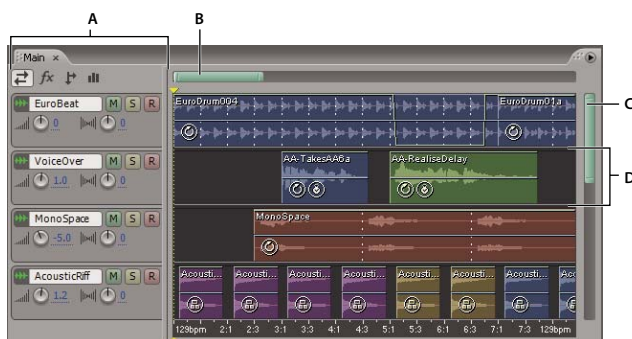 A
B
Main ×
fx
EuroBeat M S R
0 0
EuroDrum004 EuroDrum01a
C
VoiceOver M S R
1.0 0
AA-TakesAA6a AA-RealiseDelay
D
MonoSpace M S R
-5.0 0
MonoSpace
AcousticRiff M S R
1.2 0
Acousti... Acousti... Acousti... Acousti... Acousti... Acousti... Acousti... Aco
129bpm 2:1 2:3 3:1 3:3 4:1 4:3 5:1 5:3 6:1 6:3 7:1 7:3 129bpm